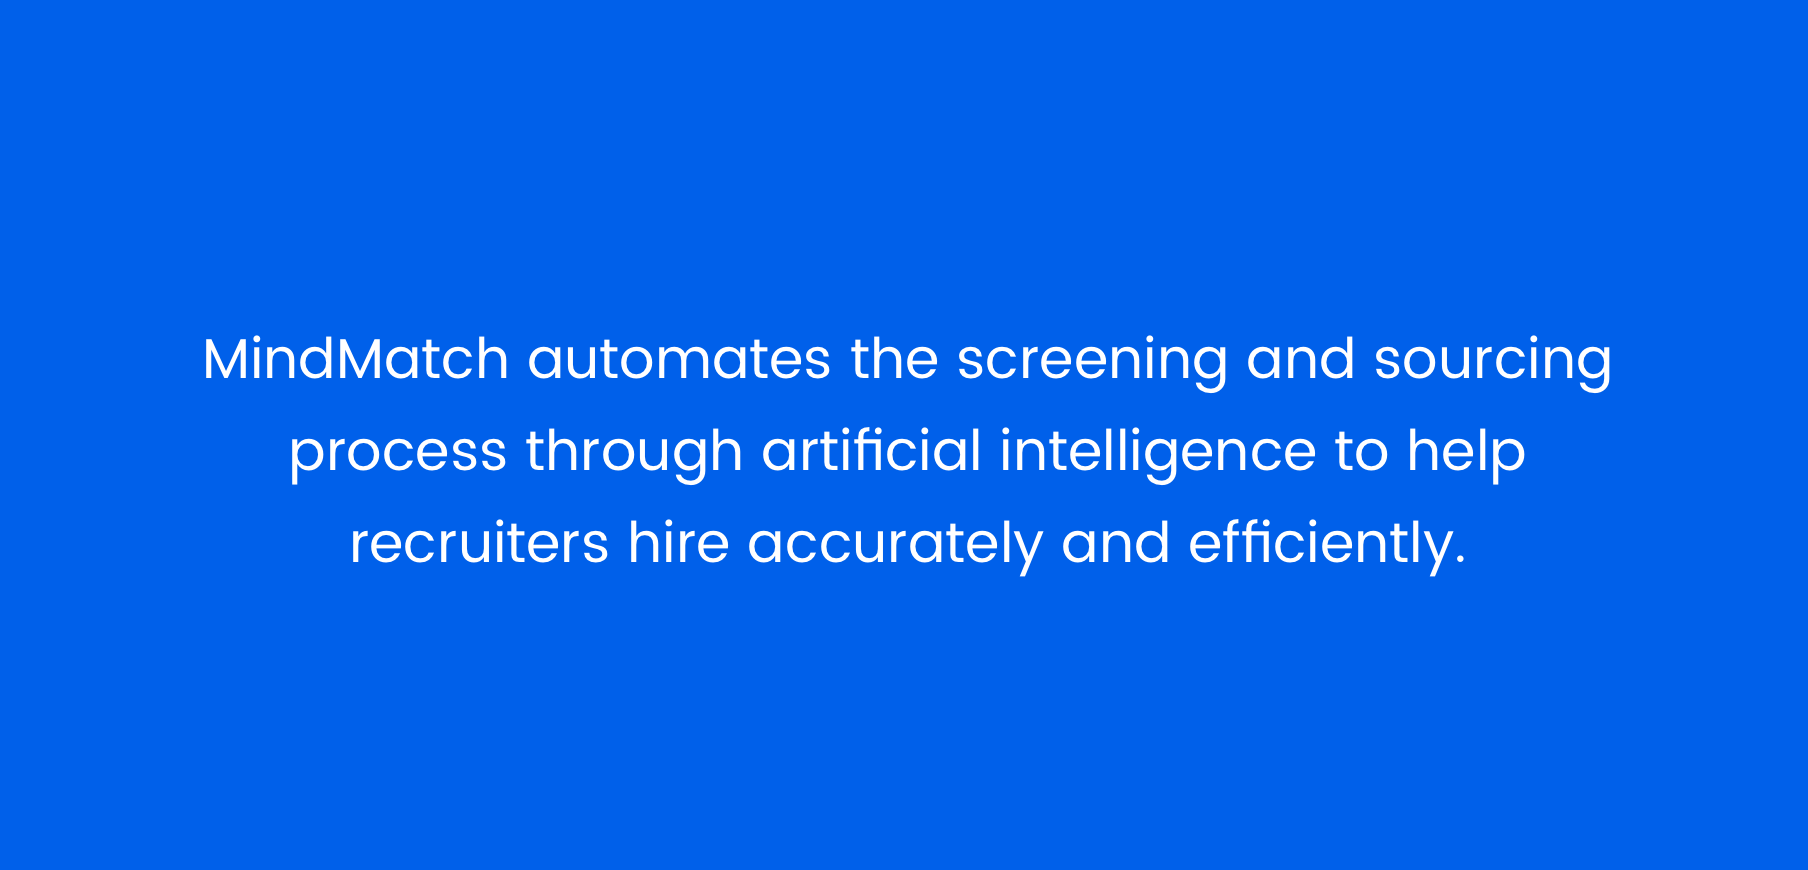 MindMatch automates the screening and sourcing
process through artificial intelligence to help
recruiters hire accurately and efficiently.